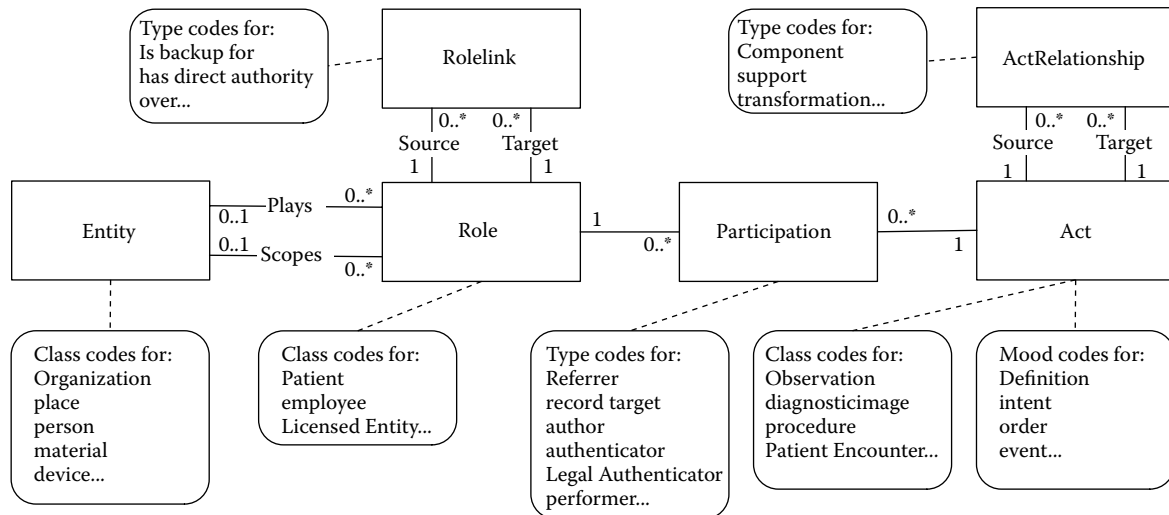 Type codes for:
Is backup for
has direct authority
over...
Rolelink
Type codes for:
Component
support
transformation...
ActRelationship
0..*
0..*
Source
Target
1
1
0..*
0..*
Source
Target
1
1
Entity
0..1
Plays
0..*
0..1
Scopes
0..*
Role
1
0..*
Participation
0..*
1
Act
Class codes for:
Organization
place
person
material
device...
Class codes for:
Patient
employee
Licensed Entity...
Type codes for:
Referrer
record target
author
authenticator
Legal Authenticator
performer...
Class codes for:
Observation
diagnosticimage
procedure
Patient Encounter...
Mood codes for:
Definition
intent
order
event...